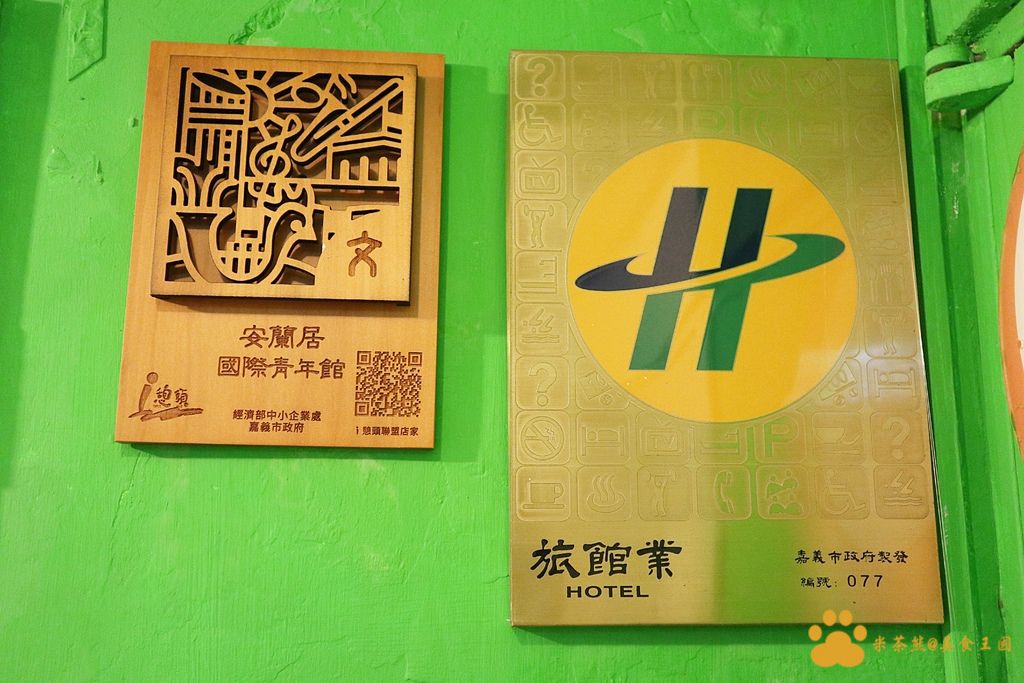 文
安蘭居
國際青年館
i 憩頭
經濟部中小企業處
嘉義市政府
i 憩頭聯盟店家
H
TV
P
旅館業
HOTEL
嘉義市政府製發
編號：077
米茶熊@美食王国